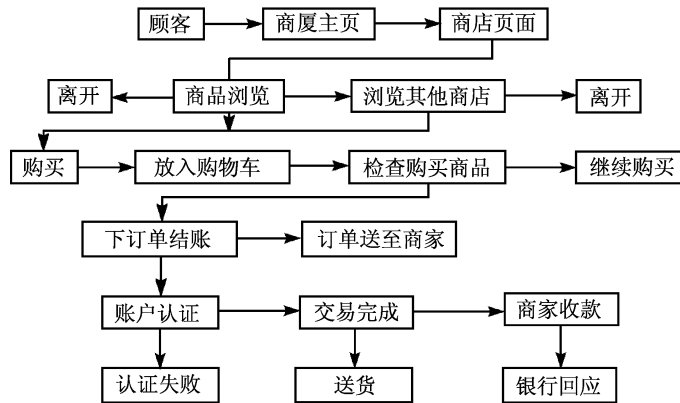 顾客
商厦主页
商店页面
离开
商品浏览
浏览其他商店
离开
购买
放入购物车
检查购买商品
继续购买
下订单结账
订单送至商家
账户认证
交易完成
商家收款
认证失败
送货
银行回应